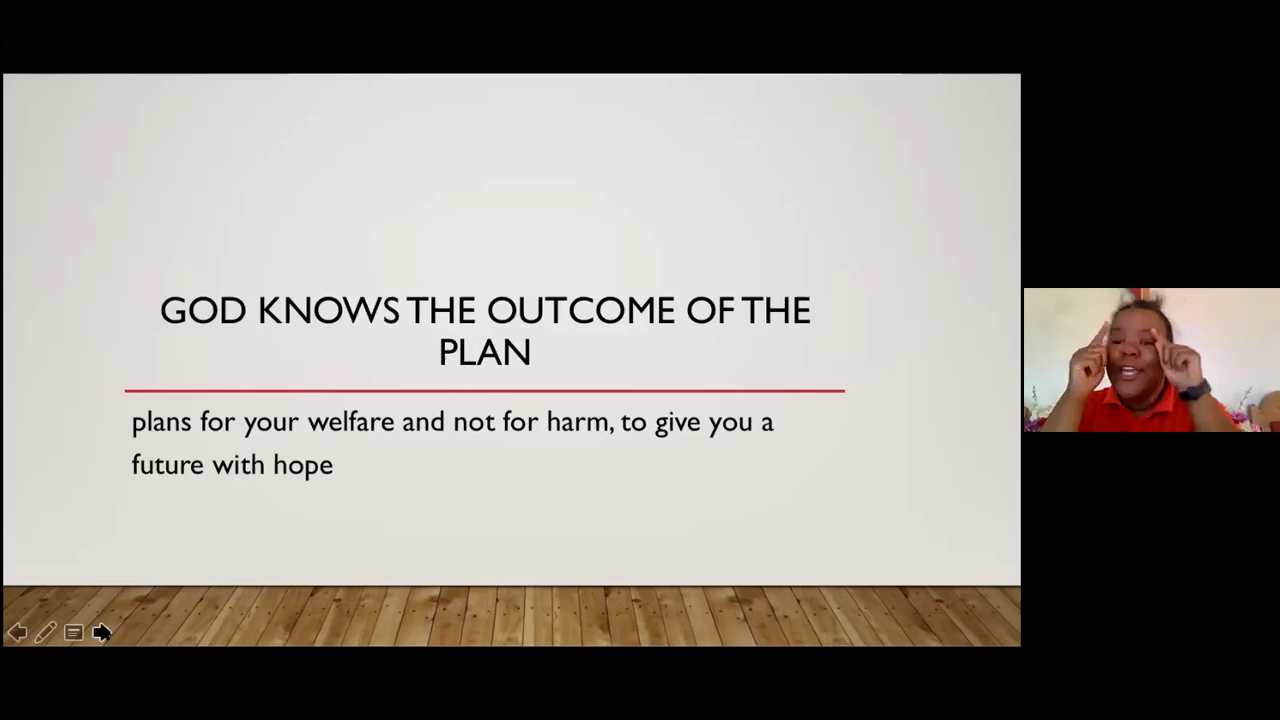 GOD KNOWS THE OUTCOME OF THE
PLAN
plans for your welfare and not for harm, to give you a
future with hope